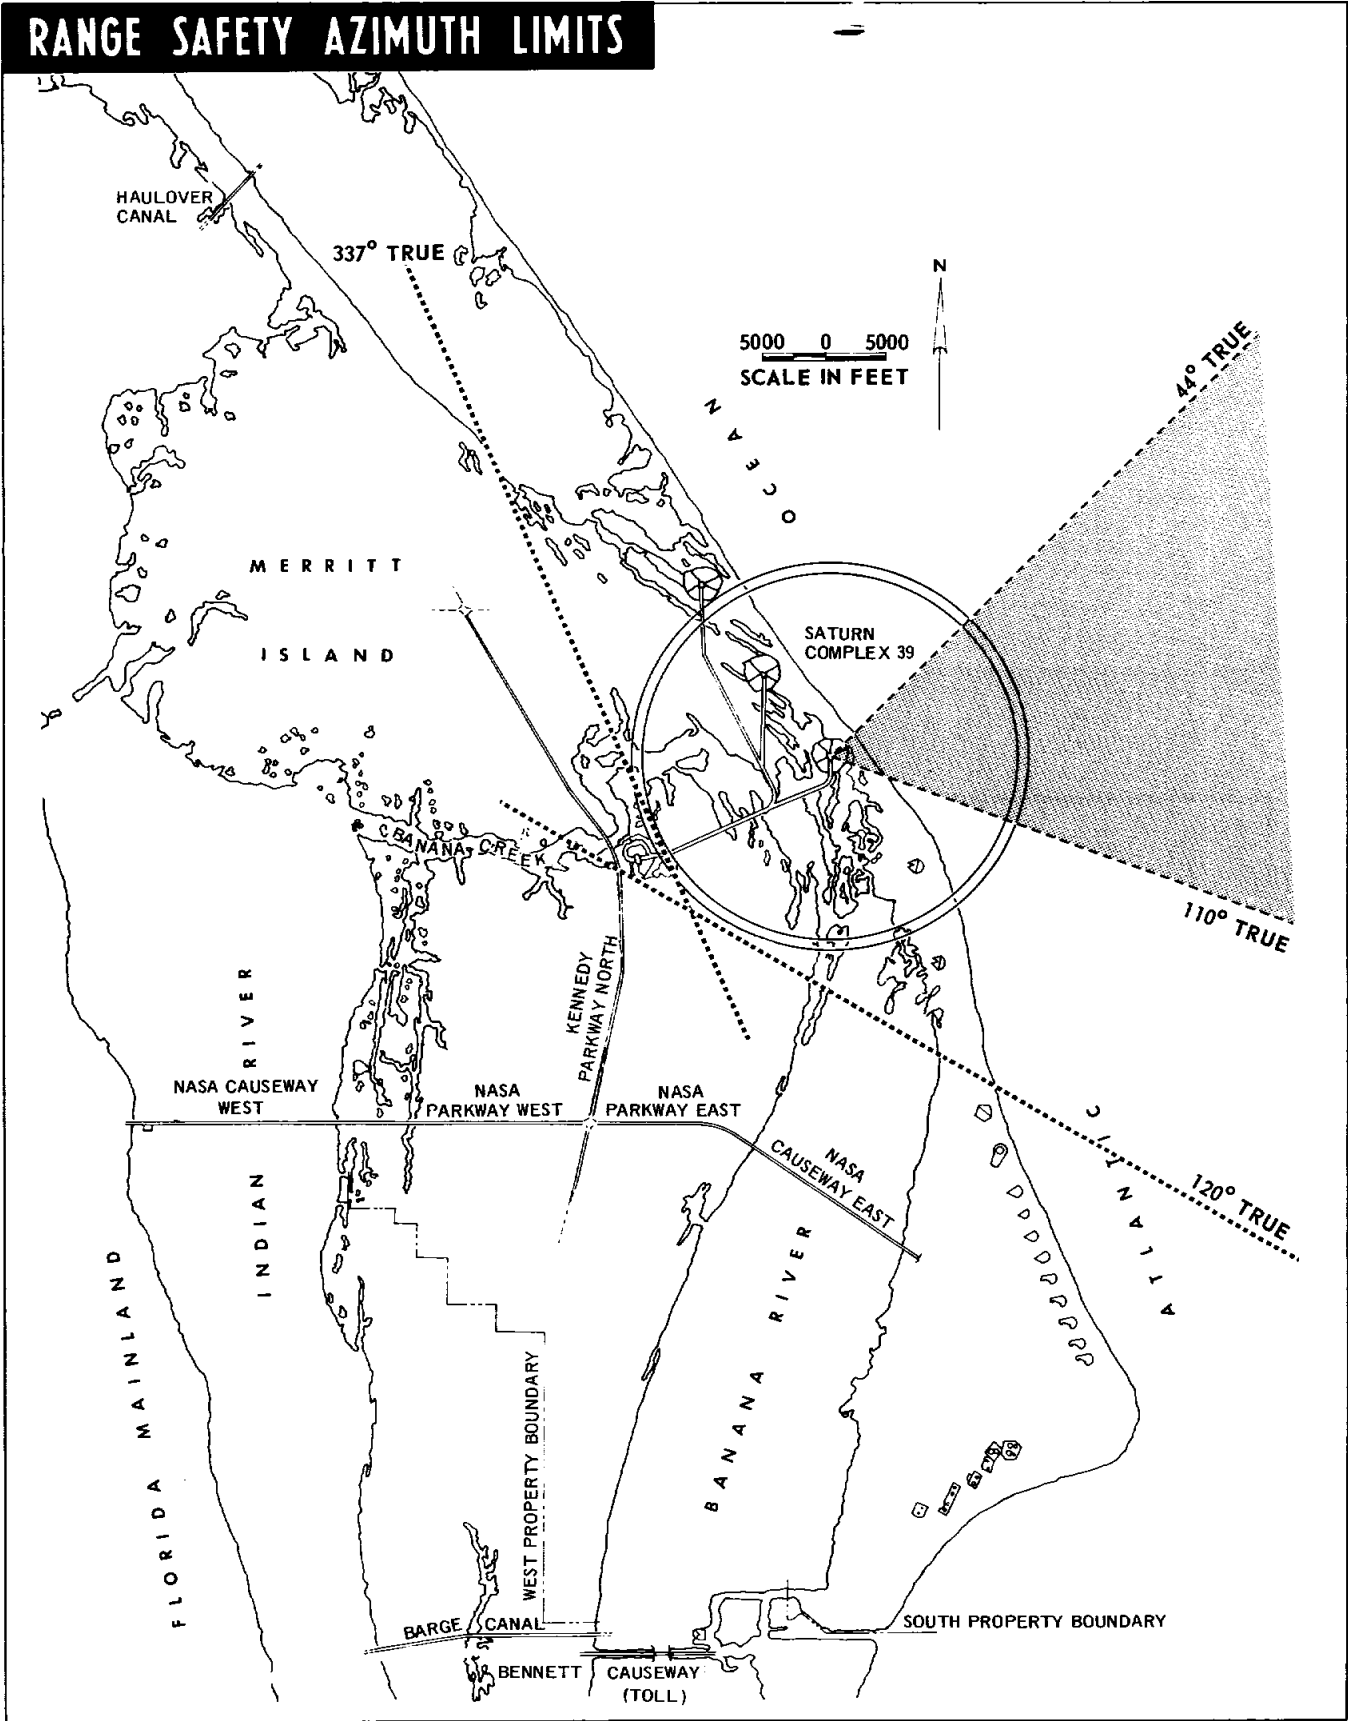 RANGE SAFETY AZIMUTH LIMITS
HAULOVER
CANAL
337° TRUE
N
5000 0 5000
SCALE IN FEET
44° TRUE
OCEAN
MERRITT
ISLAND
SATURN
COMPLEX 39
BANANA CREEK
110° TRUE
KENNEDY
PARKWAY NORTH
RIVER
NASA CAUSEWAY
WEST
NASA
PARKWAY WEST
NASA
PARKWAY EAST
NASA
CAUSEWAY EAST
ATLANTIC
120° TRUE
INDIAN
BANANA RIVER
FLORIDA MAINLAND
WEST PROPERTY BOUNDARY
BARGE CANAL
SOUTH PROPERTY BOUNDARY
BENNETT CAUSEWAY
(TOLL)